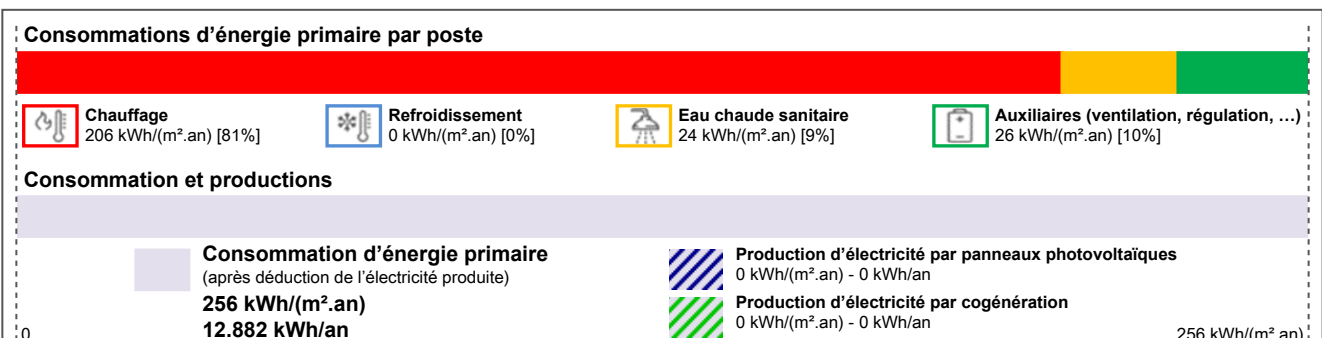 Consommations d’énergie primaire par poste
Chauffage
206 kWh/(m².an) [81%]
Refroidissement
0 kWh/(m².an) [0%]
Eau chaude sanitaire
24 kWh/(m².an) [9%]
Auxiliaires (ventilation, régulation, …)
26 kWh/(m².an) [10%]
Consommation et productions
Consommation d’énergie primaire
(après déduction de l’électricité produite)
256 kWh/(m².an)
12.882 kWh/an
Production d’électricité par panneaux photovoltaïques
0 kWh/(m².an) - 0 kWh/an
Production d’électricité par cogénération
0 kWh/(m².an) - 0 kWh/an
0
256 kWh/(m².an)